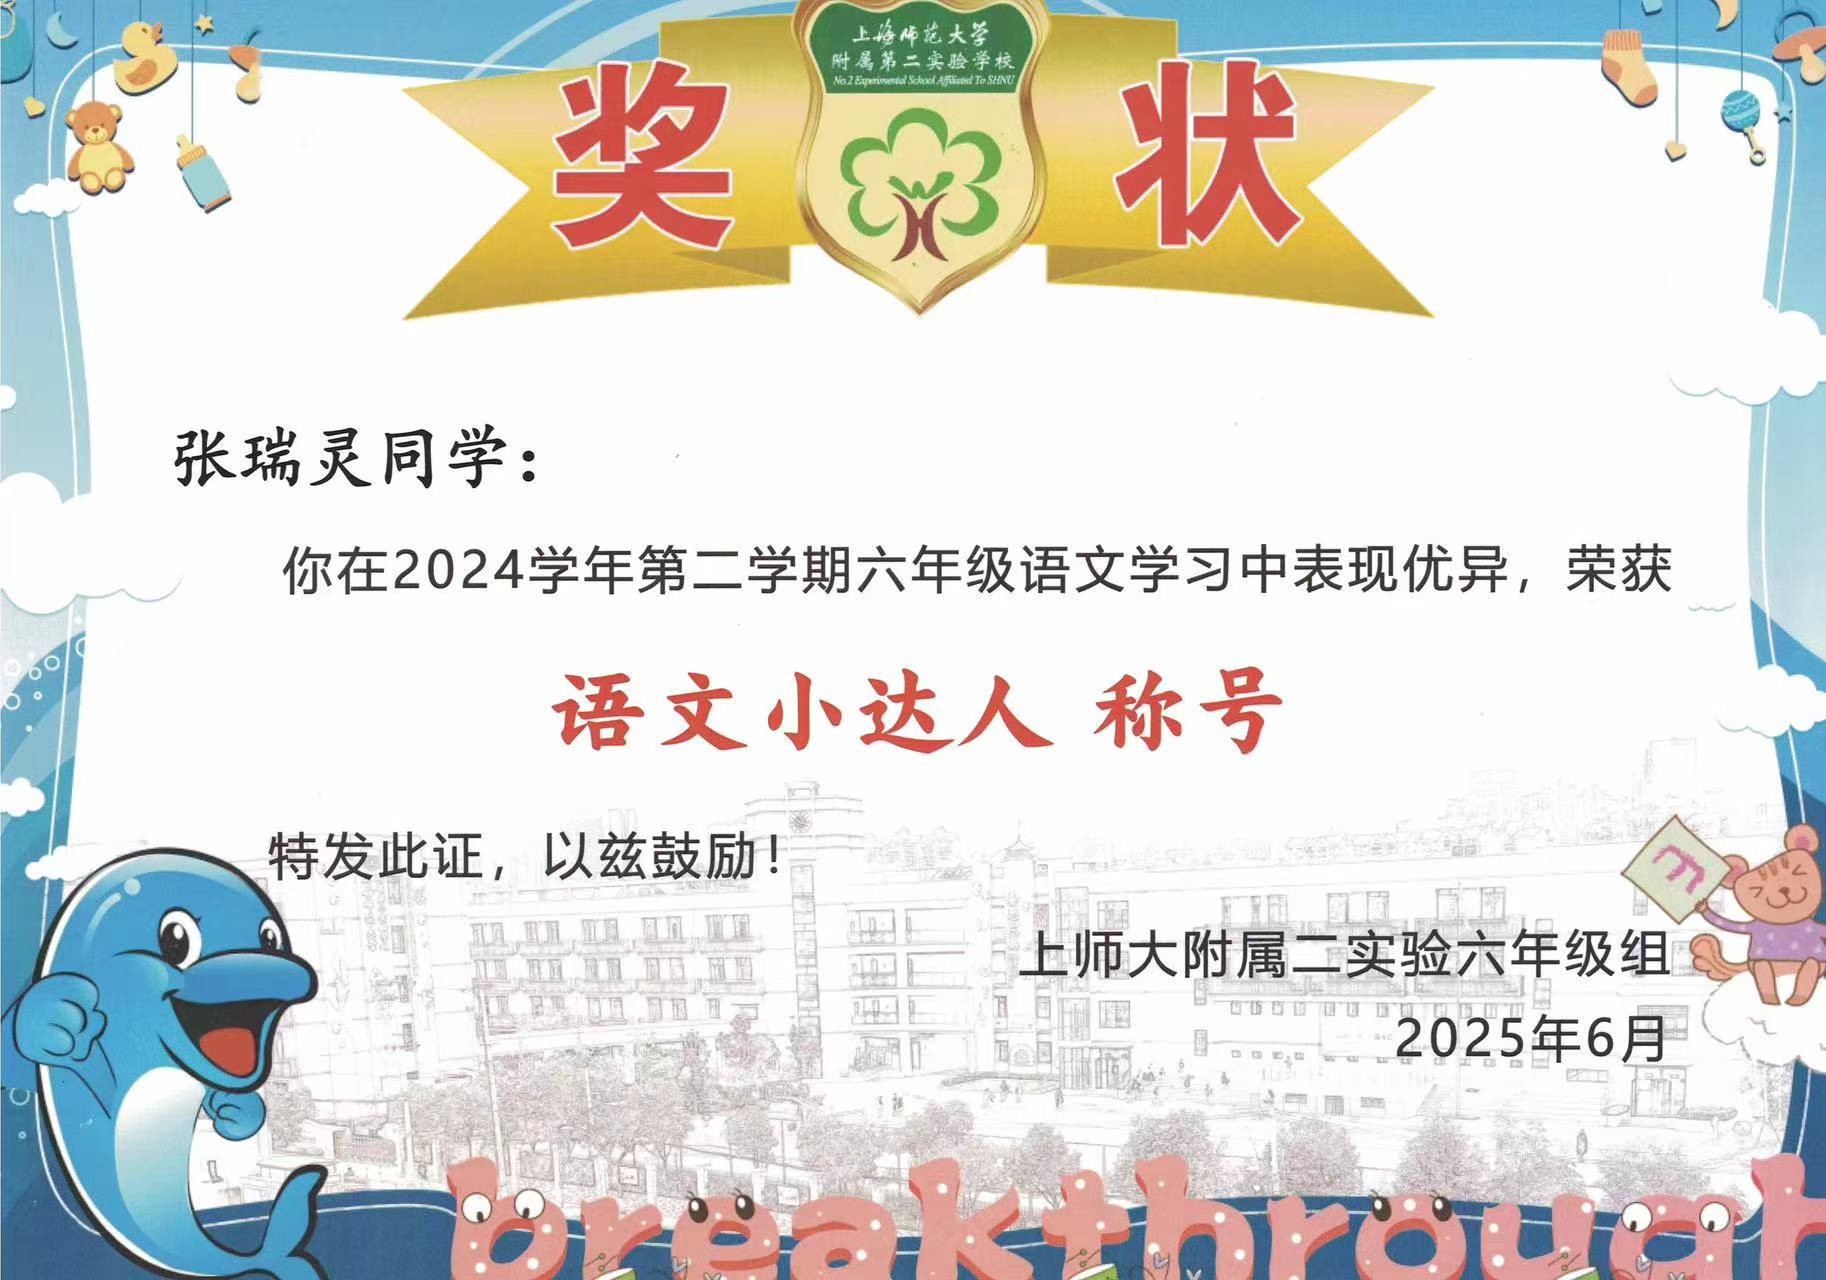 上海师范大学
附属第二实验学校
No.2 Experimental School Affiliated To SHNU
奖状
张瑞灵同学：
你在2024学年第二学期六年级语文学习中表现优异，荣获
语文小达人 称号
特发此证，以兹鼓励！
上师大附属二实验六年级组
2025年6月
m
breakthrough